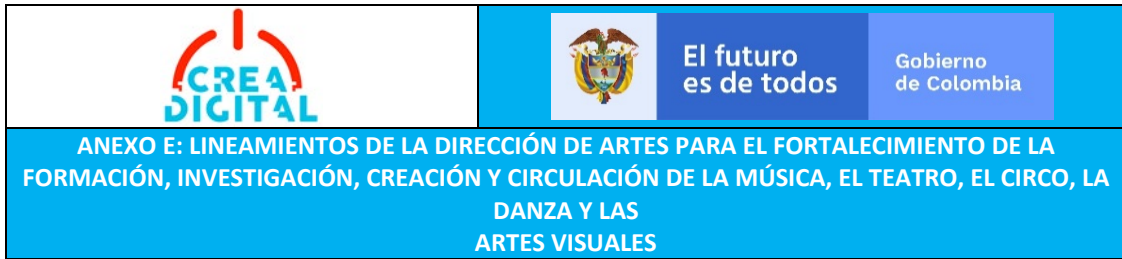 CREA
DIGITAL
El futuro
es de todos
Gobierno
de Colombia
ANEXO E: LINEAMIENTOS DE LA DIRECCIÓN DE ARTES PARA EL FORTALECIMIENTO DE LA
FORMACIÓN, INVESTIGACIÓN, CREACIÓN Y CIRCULACIÓN DE LA MÚSICA, EL TEATRO, EL CIRCO, LA
DANZA Y LAS
ARTES VISUALES